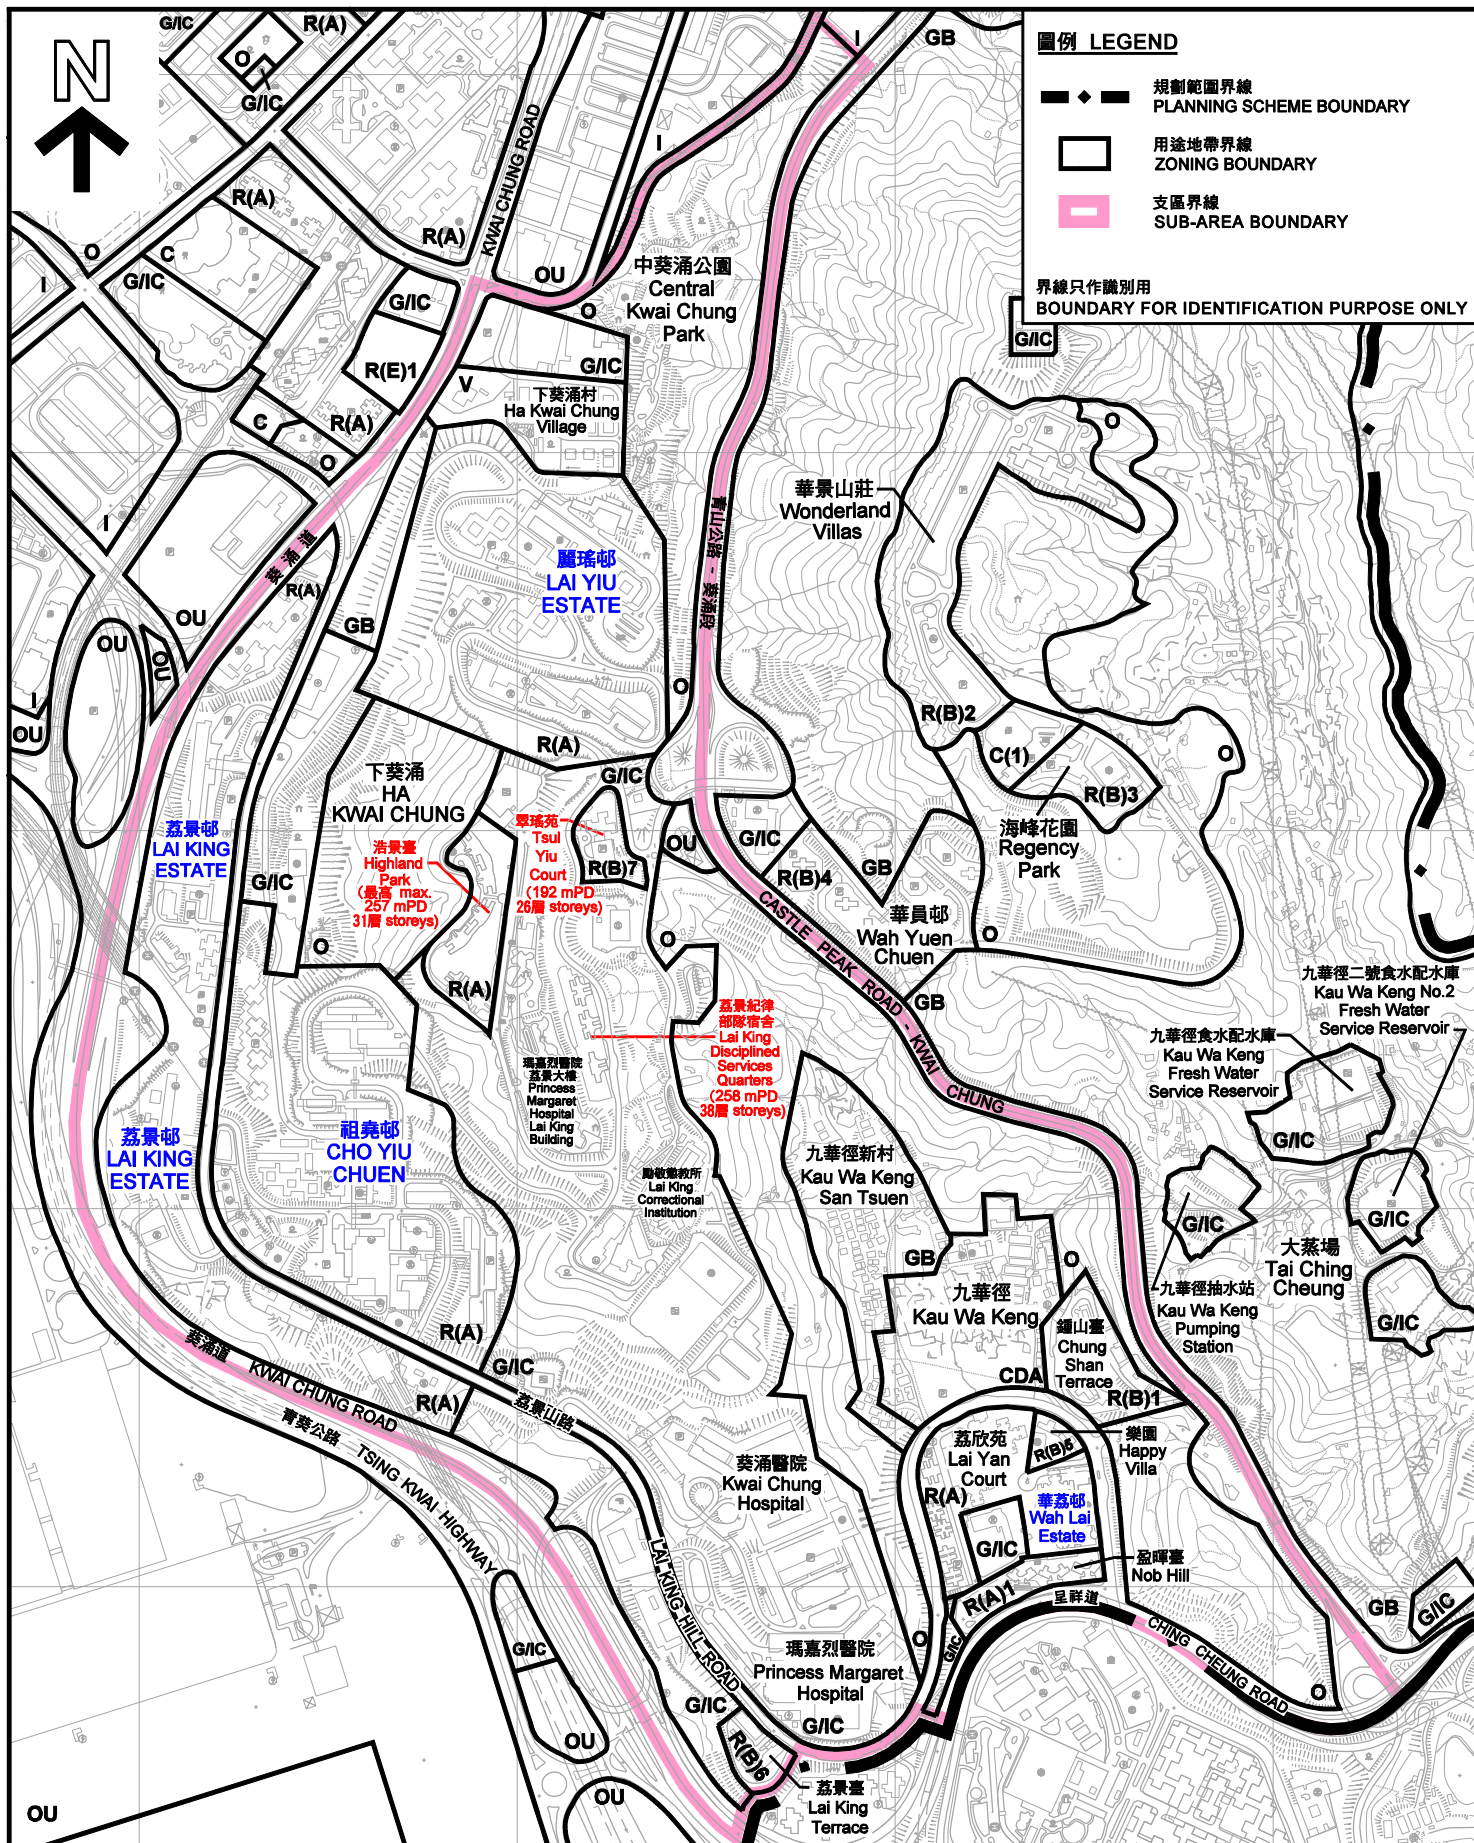 N
圖例 LEGEND
規劃範圍界線
PLANNING SCHEME BOUNDARY
用途地帶界線
ZONING BOUNDARY
支區界線
SUB-AREA BOUNDARY
界線只作識別用
BOUNDARY FOR IDENTIFICATION PURPOSE ONLY
G/IC
R(A)
O
G/IC
I
GB
KWAI CHUNG ROAD
I
R(A)
R(A)
O
C
I
G/IC
G/IC
OU
O
中葵涌公園
Central
Kwai Chung
Park
G/IC
R(E)1
V
G/IC
下葵涌村
Ha Kwai Chung
Village
C
R(A)
O
O
華景山莊
Wonderland
Villas
青山公路 - 葵涌段
I
葵涌道
麗瑤邨
LAI YIU
ESTATE
R(A)
OU
GB
OU
OU
I
OU
O
R(B)2
R(A)
C(1)
O
G/IC
R(B)3
下葵涌
HA
KWAI CHUNG
荔景邨
LAI KING
ESTATE
浩景臺
Highland
Park
(最高 max.
257 mPD
31層 storeys)
翠瑤苑
Tsui
Yiu
Court
(192 mPD
26層 storeys)
R(B)7
OU
G/IC
R(B)4
GB
海峰花園
Regency
Park
G/IC
華員邨
Wah Yuen
Chuen
O
O
O
CASTLE PEAK ROAD - KWAI CHUNG
R(A)
GB
九華徑二號食水配水庫
Kau Wa Keng No.2
Fresh Water
Service Reservoir
荔景紀律
部隊宿舍
Lai King
Disciplined
Services
Quarters
(258 mPD
38層 storeys)
九華徑食水配水庫
Kau Wa Keng
Fresh Water
Service Reservoir
瑪嘉烈醫院
荔景大樓
Princess
Margaret
Hospital
Lai King
Building
荔景邨
LAI KING
ESTATE
祖堯邨
CHO YIU
CHUEN
九華徑新村
Kau Wa Keng
San Tsuen
G/IC
勵敬懲教所
Lai King
Correctional
Institution
G/IC
G/IC
大蒸場
Tai Ching
Cheung
GB
O
九華徑
Kau Wa Keng
九華徑抽水站
Kau Wa Keng
Pumping
Station
G/IC
鍾山臺
Chung
Shan
Terrace
R(A)
葵涌道
KWAI CHUNG ROAD
G/IC
CDA
R(B)1
R(A)
荔景山路
青葵公路
TSING KWAI HIGHWAY
荔欣苑
Lai Yan
Court
R(B)5
樂園
Happy
Villa
葵涌醫院
Kwai Chung
Hospital
R(A)
華荔邨
Wah Lai
Estate
G/IC
盈暉臺
Nob Hill
LAI KING HILL ROAD
R(A)1
呈祥道
GB
G/IC
G/IC
O
G/IC
CHING CHEUNG ROAD
瑪嘉烈醫院
Princess Margaret
Hospital
O
G/IC
G/IC
OU
R(B)6
荔景臺
Lai King
Terrace
OU
OU